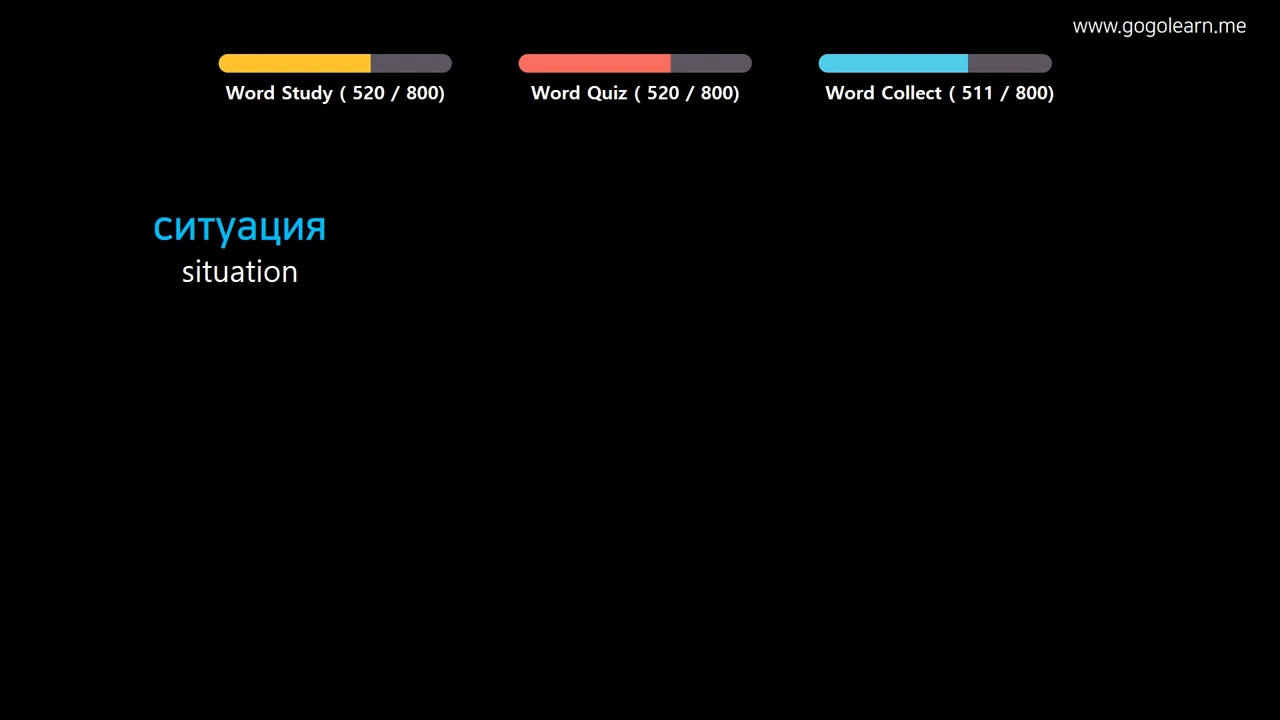 www.gogolearn.me
Word Study ( 520 / 800)
Word Quiz ( 520 / 800)
Word Collect ( 511 / 800)
ситуация
situation